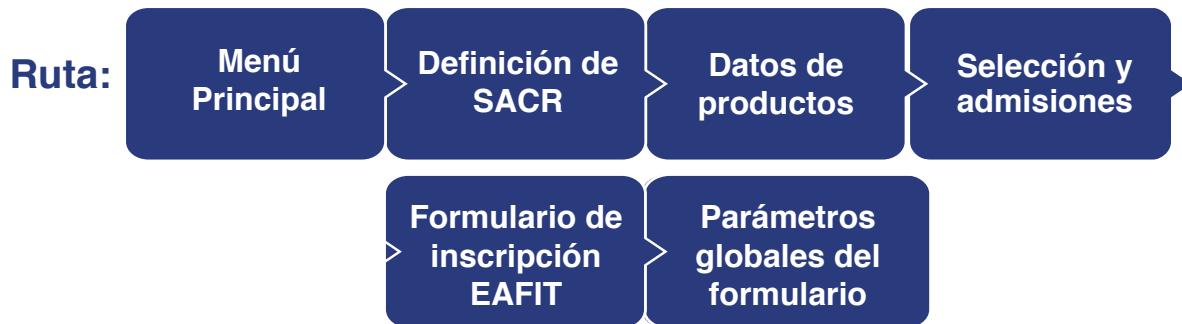 Ruta:
Menú
Principal
Definición de
SACR
Datos de
productos
Selección y
admisiones
Formulario de
inscripción
EAFIT
Parámetros
globales del
formulario